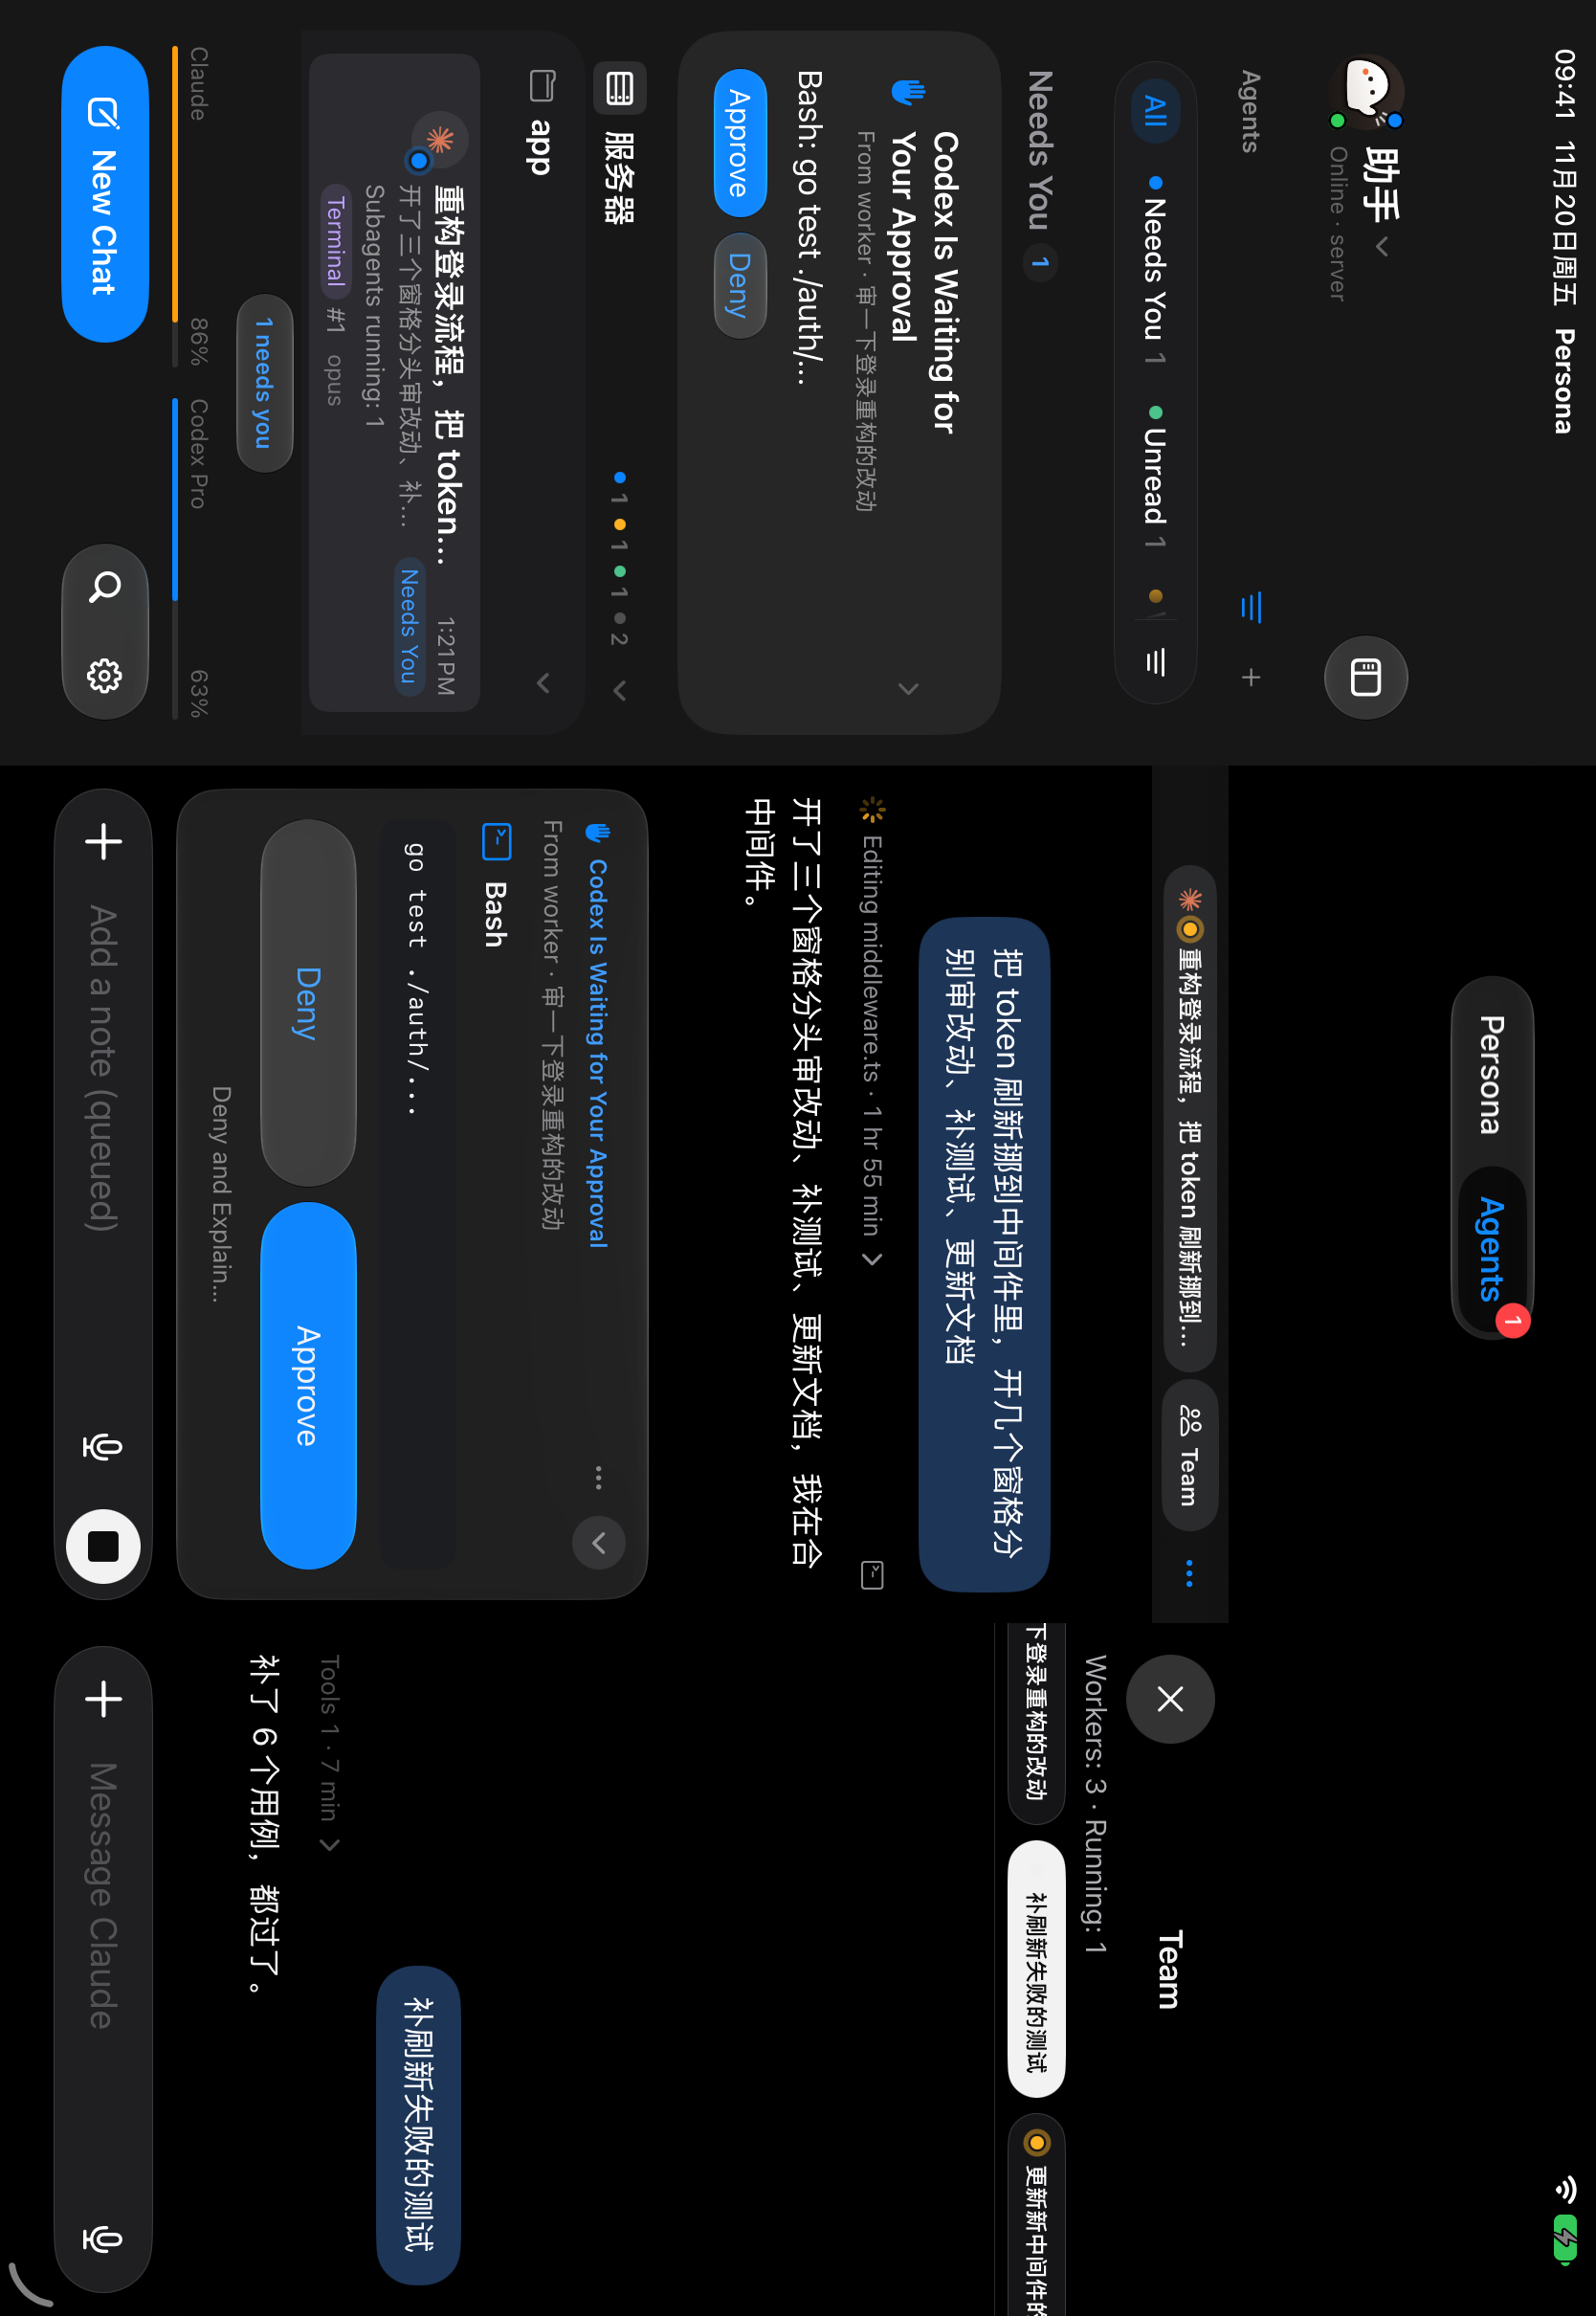 09:41 11月20日周五 Persona
助手
Online · server
Agents
All Needs You 1 Unread 1
Needs You 1
Codex Is Waiting for
Your Approval
From worker · 审一下登录重构的改动
Bash: go test ./auth/...
Approve Deny
服务器 1 1 1 2
app
重构登录流程，把 token... 1:21 PM
开了三个窗格分头审改动、补... Needs You
Subagents running: 1
Terminal #1 opus
1 needs you
Claude 86% Codex Pro 63%
New Chat
Persona Agents 1
重构登录流程，把 token 刷新挪到... Team
把 token 刷新挪到中间件里，开几个窗格分
别审改动、补测试、更新文档
Editing middleware.ts · 1 hr 55 min
开了三个窗格分头审改动、补测试、更新文档，我在合
中间件。
Codex Is Waiting for Your Approval
From worker · 审一下登录重构的改动
Bash
go test ./auth/...
Deny Approve
Deny and Explain...
Add a note (queued)
Team
Workers: 3 · Running: 1
下登录重构的改动 补刷新失败的测试 更新新中间件的
补刷新失败的测试
Tools 1 · 7 min
补了 6 个用例，都过了。
Message Claude